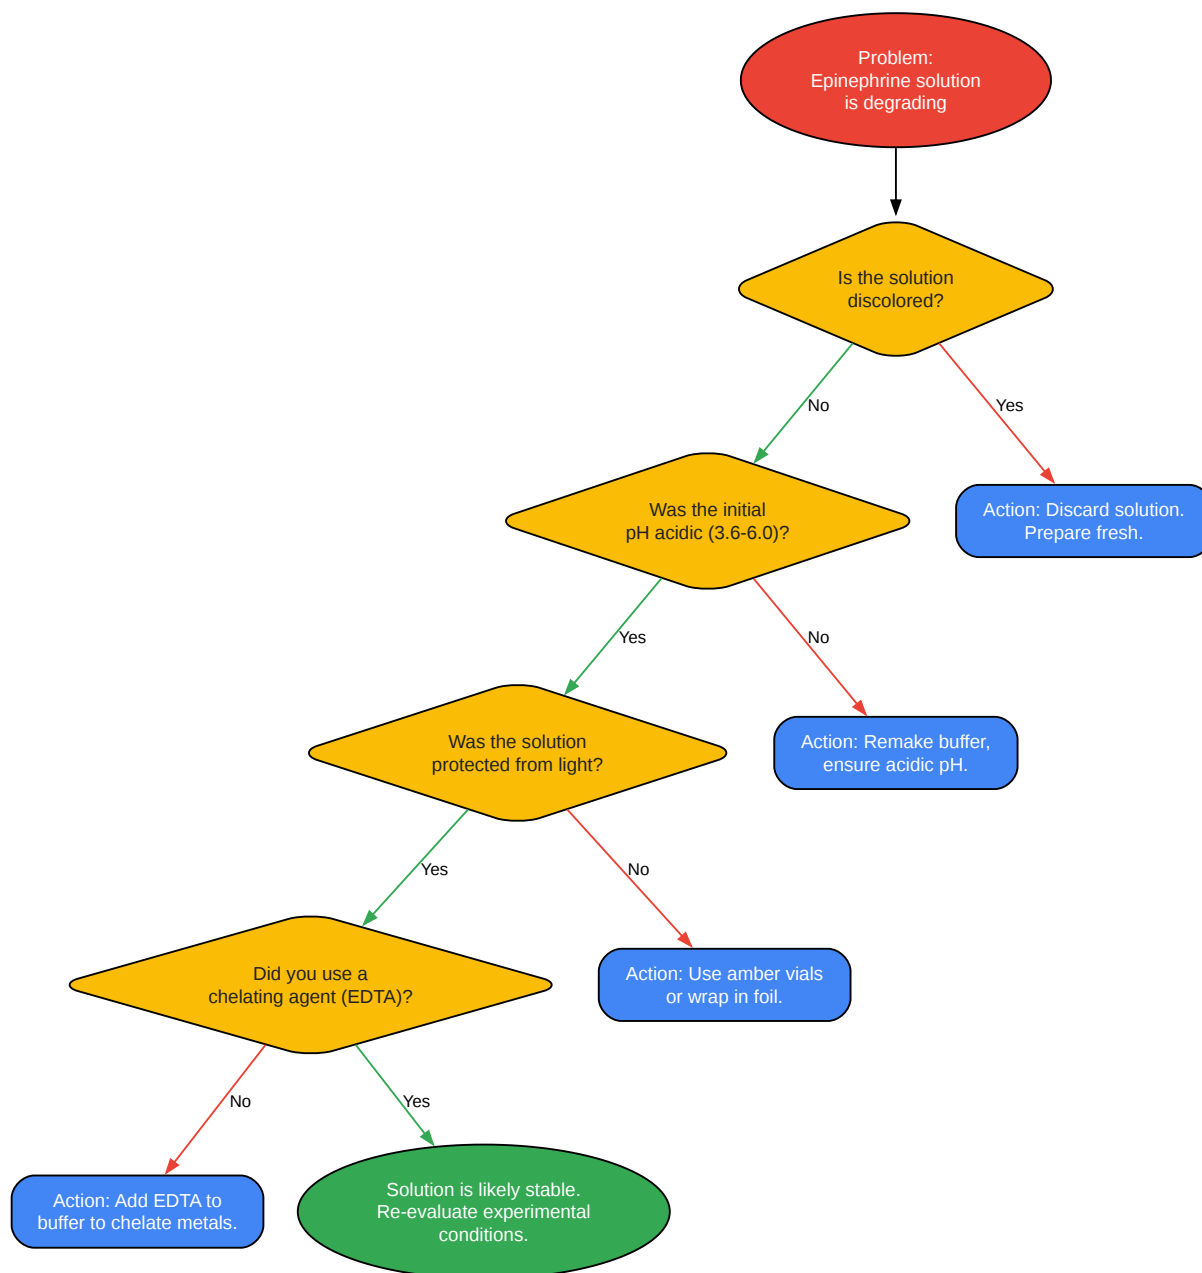 Problem:
Epinephrine solution
is degrading
Is the solution
discolored?
No
Yes
Was the initial
pH acidic (3.6-6.0)?
Action: Discard solution.
Prepare fresh.
Yes
No
Was the solution
protected from light?
Action: Remake buffer,
ensure acidic pH.
Yes
No
Did you use a
chelating agent (EDTA)?
Action: Use amber vials
or wrap in foil.
No
Yes
Action: Add EDTA to
buffer to chelate metals.
Solution is likely stable.
Re-evaluate experimental
conditions.